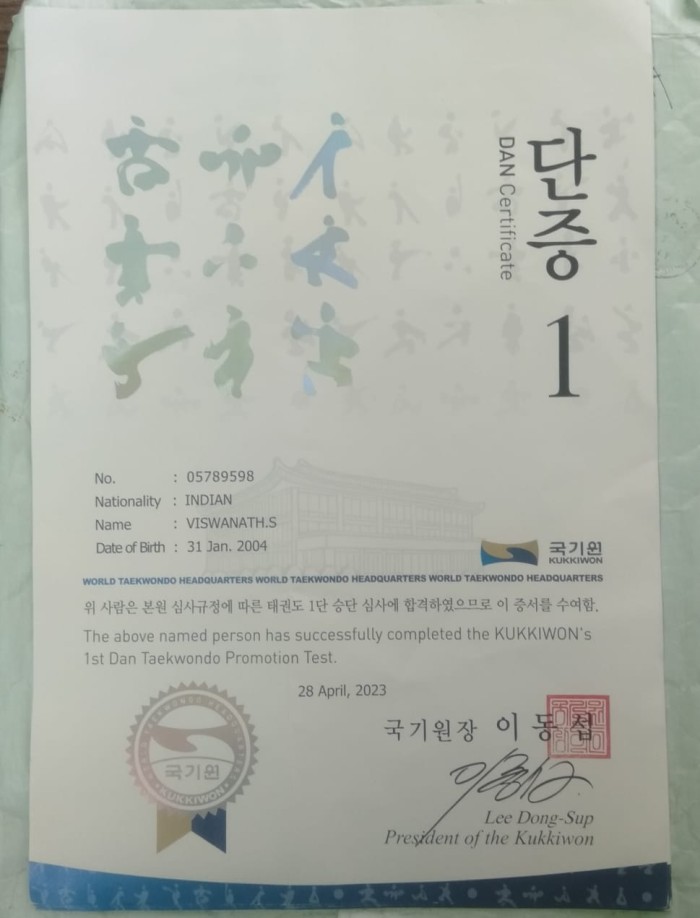 단증
DAN Certificate
1
No. : 05789598
Nationality : INDIAN
Name : VISWANATH.S
Date of Birth : 31 Jan. 2004
국기원
KUKKIWON
WORLD TAEKWONDO HEADQUARTERS WORLD TAEKWONDO HEADQUARTERS WORLD TAEKWONDO HEADQUARTERS
위 사람은 본원 심사규정에 따른 태권도 1단 승단 심사에 합격하였으므로 이 증서를 수여함.
The above named person has successfully completed the KUKKIWON's
1st Dan Taekwondo Promotion Test.
28 April, 2023
국기원장 이동섭
국기원
KUKKIWON
Lee Dong-Sup
President of the Kukkiwon